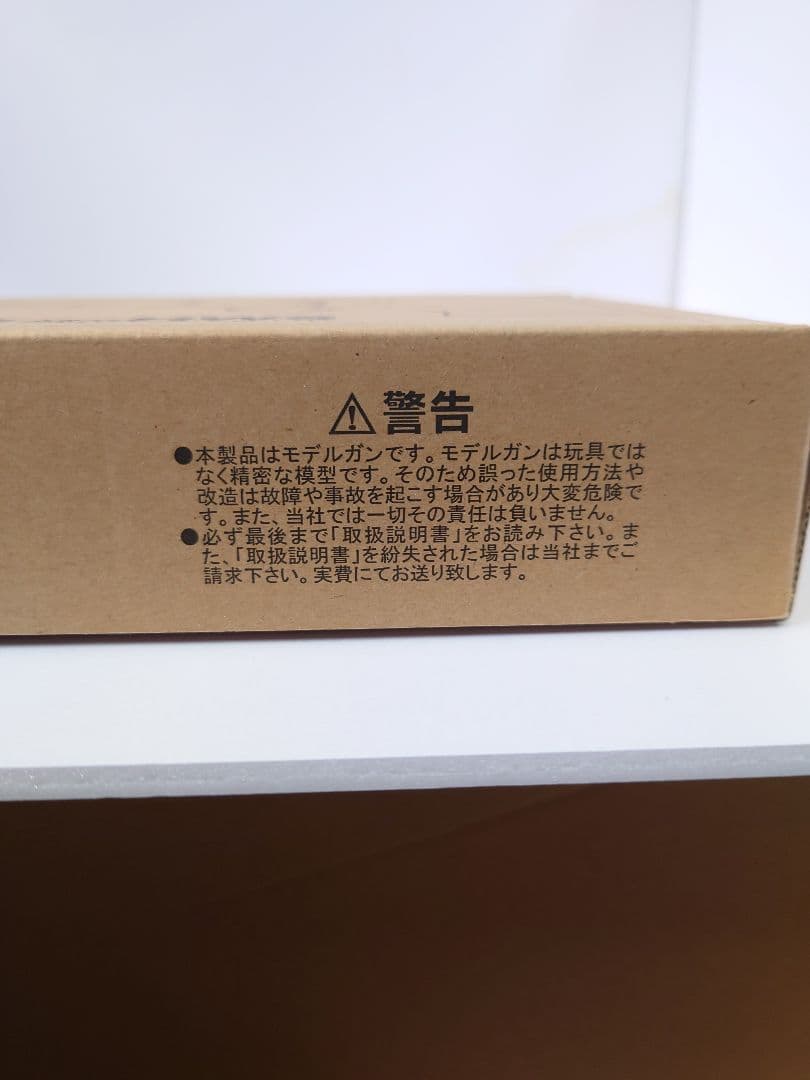 ⚠警告
●本製品はモデルガンです。モデルガンは玩具では
なく精密な模型です。そのため誤った使用方法や
改造は故障や事故を起こす場合があり大変危険で
す。また、当社では一切その責任は負いません。
●必ず最後まで「取扱説明書」をお読み下さい。ま
た、「取扱説明書」を紛失された場合は当社までご
請求下さい。実費にてお送り致します。